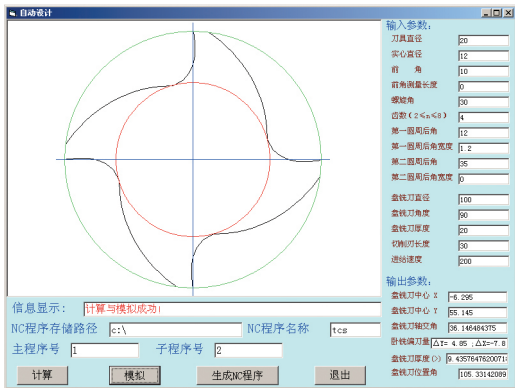 自动设计
输入参数:
刀具直径 20
实心直径 12
前 角 10
前角测量长度 0
螺旋角 30
齿数(2≤n≤8) 4
第一圆周后角 12
第一圆周后角宽度 1.2
第二圆周后角 35
第二圆周后角宽度 0
盘铣刀直径 100
盘铣刀角度 90
盘铣刀厚度 20
切削刃长度 30
进给速度 200
输出参数:
盘铣刀中心 X -6.295
盘铣刀中心 Y 55.145
盘铣刀轴交角 36.146484375
卧铣偏刀量 △Y= 4.85 ;△X=-7.8
盘铣刀厚度(>) 9.4357647620071
盘铣刀位置角 105.33142089
信息显示: 计算与模拟成功!
NC程序存储路径 c:\ NC程序名称 tcs
主程序号 1 子程序号 2
计算 模拟 生成NC程序 退出